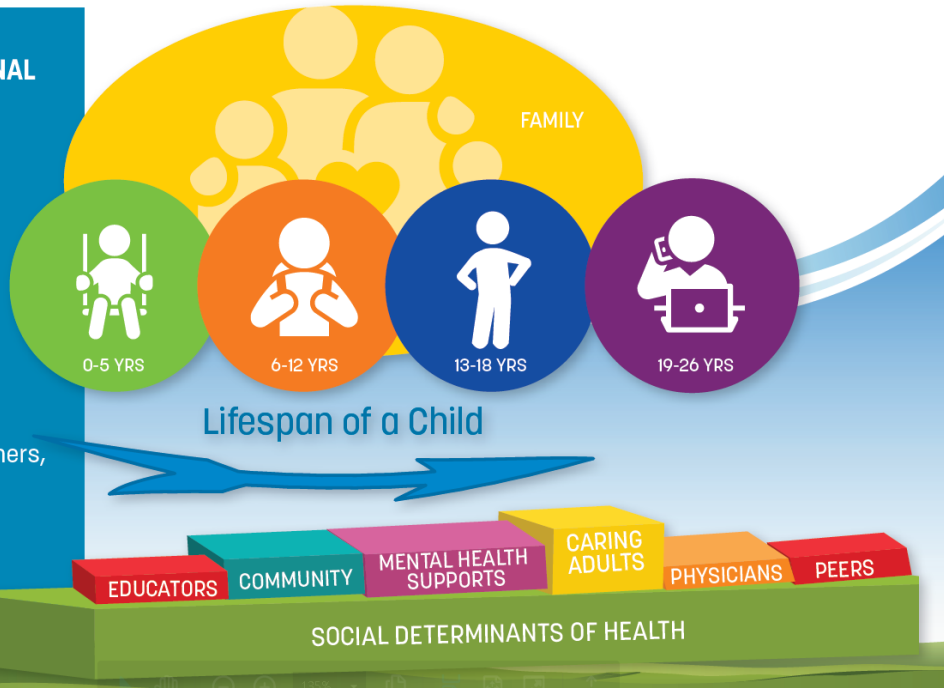 NAL
FAMILY
0-5 YRS
6-12 YRS
13-18 YRS
19-26 YRS
Lifespan of a Child
ners,
EDUCATORS
COMMUNITY
MENTAL HEALTH
SUPPORTS
CARING
ADULTS
PHYSICIANS
PEERS
SOCIAL DETERMINANTS OF HEALTH
135%